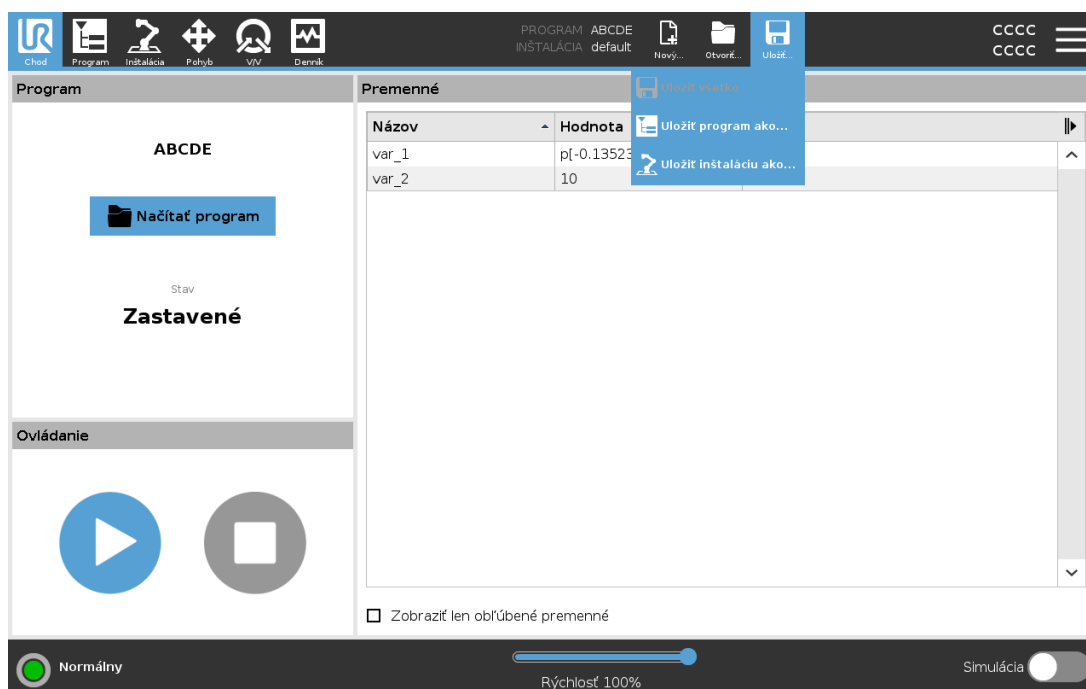 PROGRAM ABCDE
INŠTALÁCIA default
CCCC
CCCC
Chod
Program
Inštalácia
Pohyb
V/V
Denník
Nový...
Otvoriť...
Uložiť...
Uložiť všetko
Uložiť program ako...
Uložiť inštaláciu ako...
Program
ABCDE
Načítať program
Stav
Zastavené
Ovládanie
Premenné
Názov Hodnota
var_1 p[-0.13523
var_2 10
Zobraziť len obľúbené premenné
Normálny
Rýchlosť 100%
Simulácia